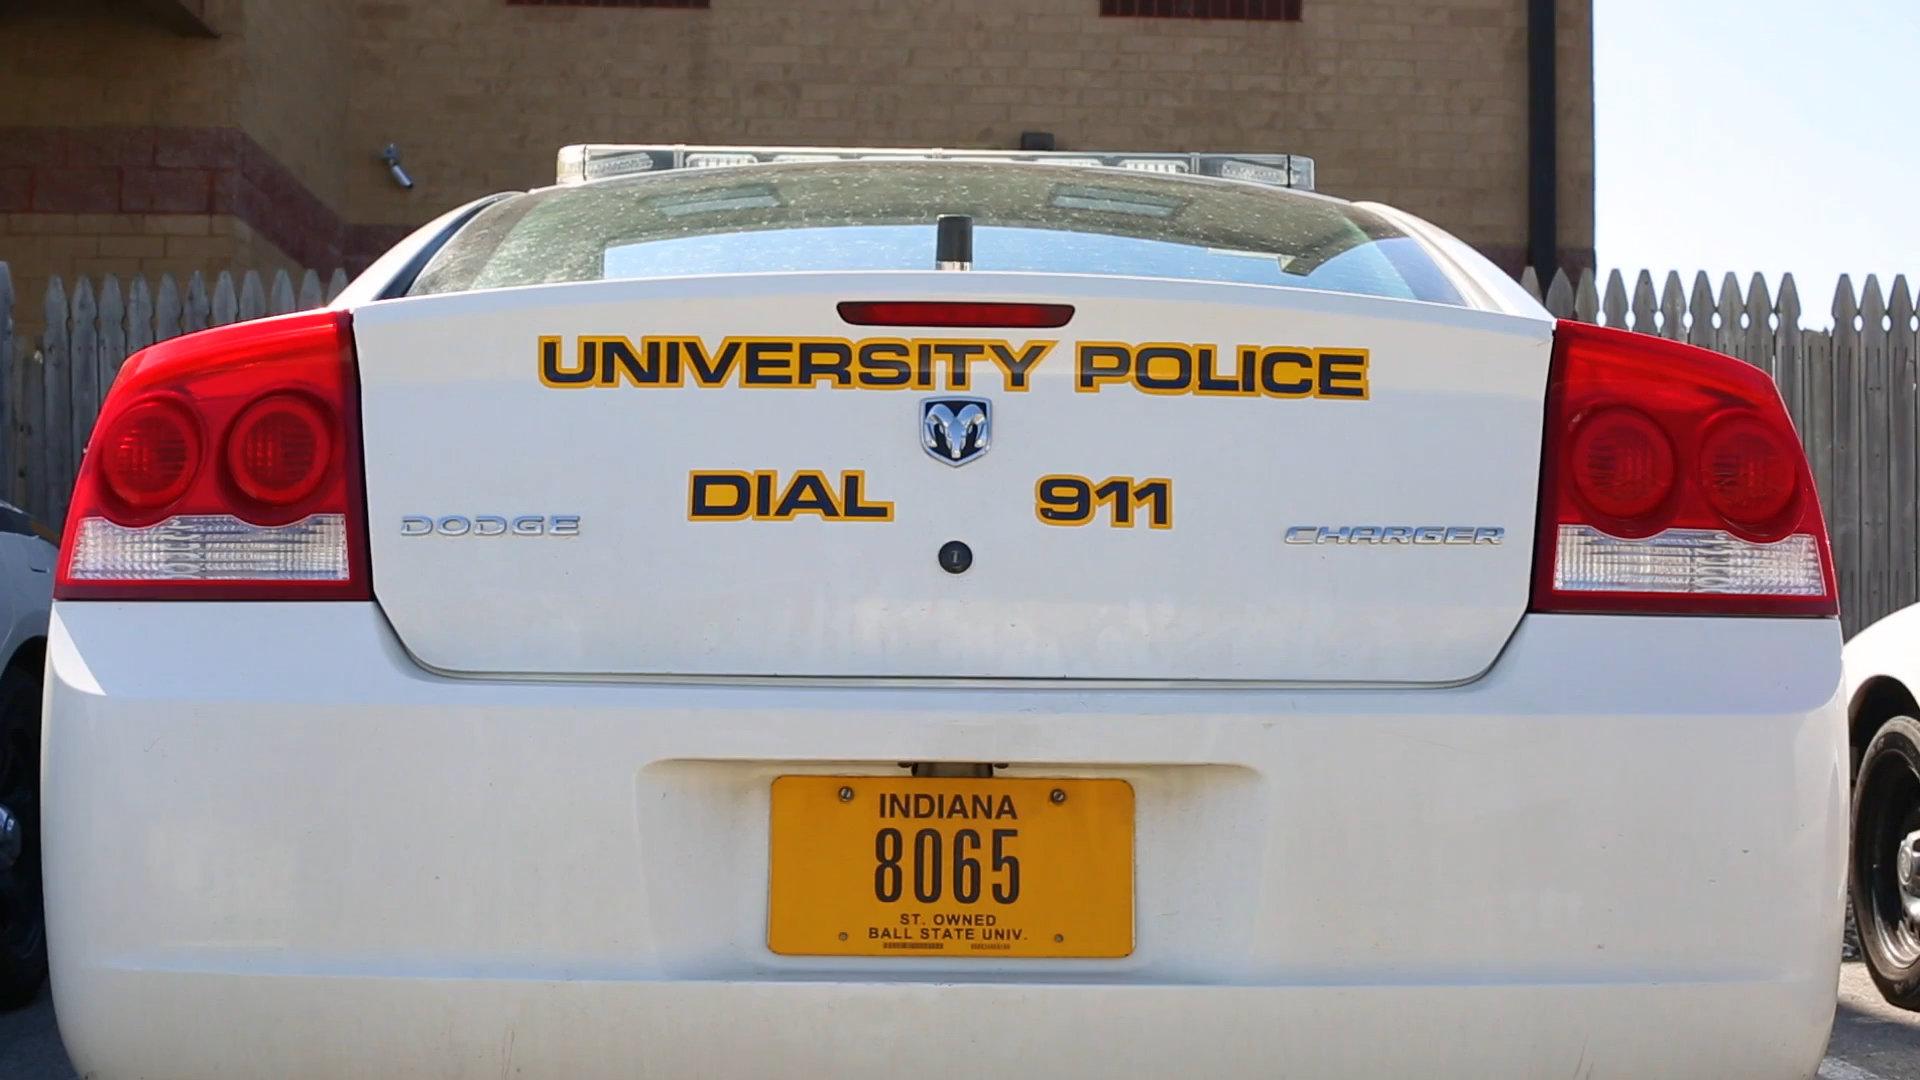 UNIVERSITY POLICE
DIAL 911
DODGE
CHARGER
INDIANA
8065
ST. OWNED
BALL STATE UNIV.